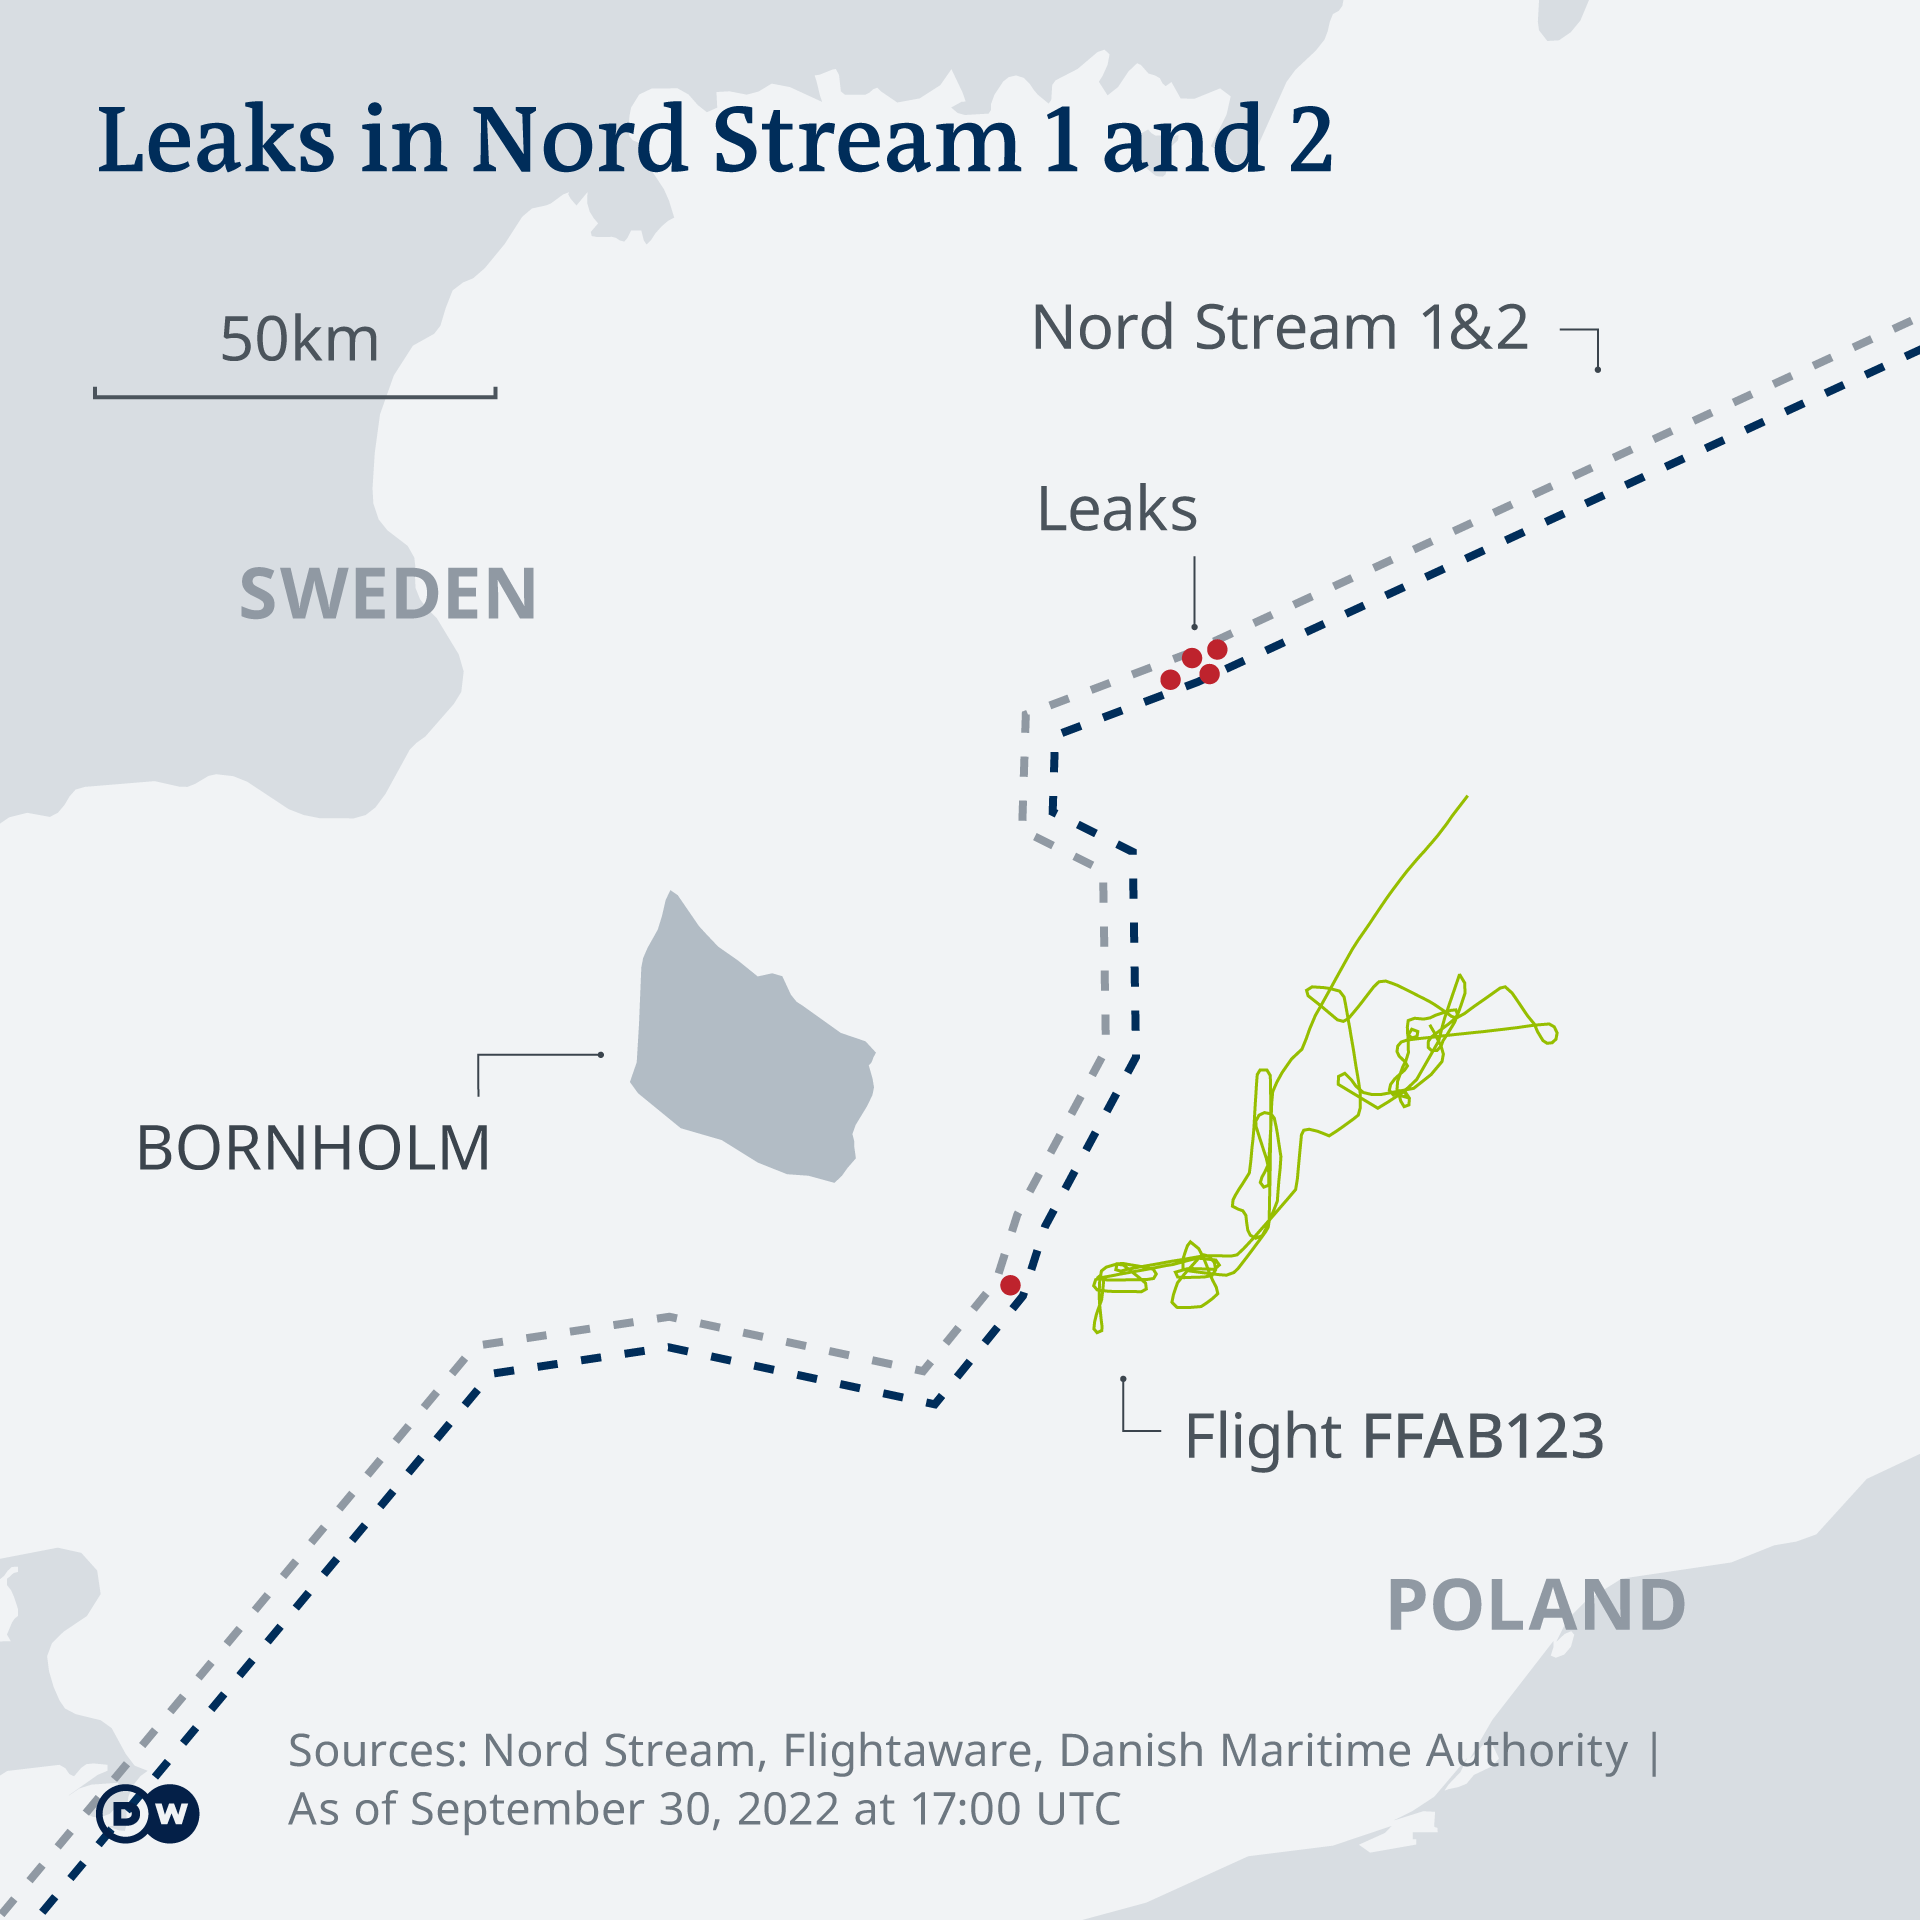 Leaks in Nord Stream 1 and 2
50km
Nord Stream 1&2
Leaks
SWEDEN
BORNHOLM
Flight FFAB123
POLAND
Sources: Nord Stream, Flightaware, Danish Maritime Authority |
As of September 30, 2022 at 17:00 UTC
DW